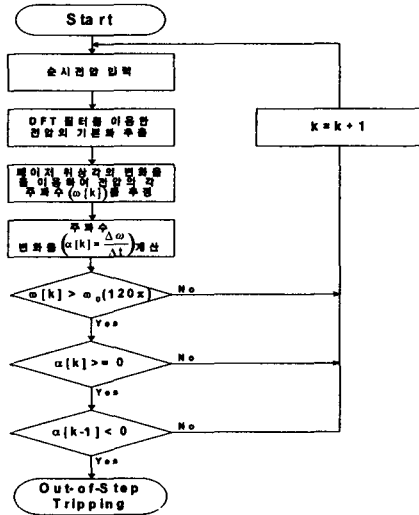 Start
순시전압 입력
DFT 필터를 이용한
전압의 기본파 추출
페이저 위상각의 변화를
을 이용하여 전압의 각
주파수(ω[k])를 추정
주파수
변화율(α[k]=Δω/Δt)계산
k = k + 1
ω[k] > ω₀(120π)
No
Yes
α[k] >= 0
No
Yes
α[k-1] < 0
No
Yes
Out-of-Step
Tripping